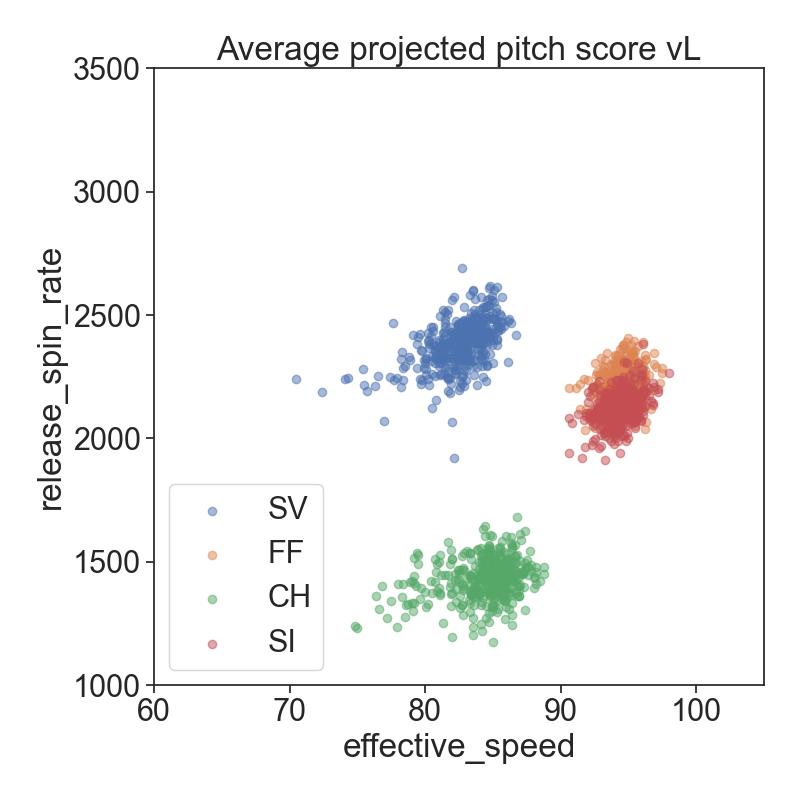 Average projected pitch score vL
3500
3000
2500
2000
1500
1000
release_spin_rate
SV
FF
CH
SI
60 70 80 90 100
effective_speed